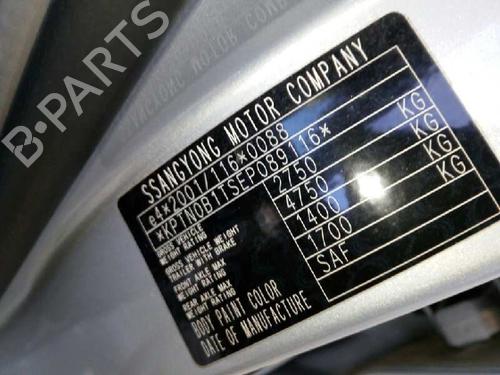 B-PARTS
SSANGYONG MOTOR COMPANY
e4*2001/116*0088
*KPTN0B1TSEP089116*
GROSS VEHICLE
WEIGHT RATING
2750 KG
GROSS VEHICLE
WEIGHT RATING
TRAILER WITH BRAKE
4750 KG
FRONT AXLE MAX
WEIGHT RATING
1400 KG
REAR AXLE MAX
WEIGHT RATING
1700 KG
BODY PAINT COLOR SAF
DATE OF MANUFACTURE